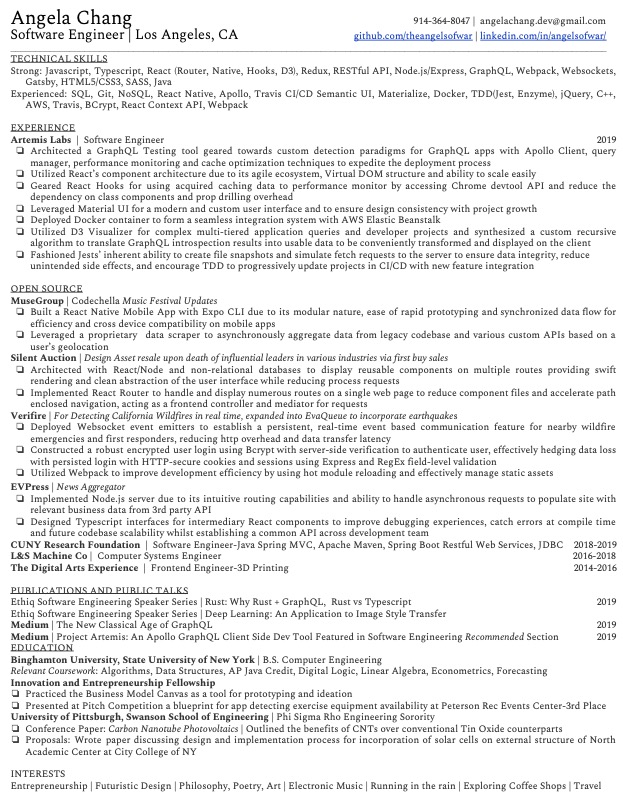 Angela Chang
914-364-8047 | angelachang.dev@gmail.com
Software Engineer | Los Angeles, CA
github.com/theangelsofwar | linkedin.com/in/angelsofwar/
TECHNICAL SKILLS
Strong: Javascript, Typescript, React (Router, Native, Hooks, D3), Redux, RESTful API, Node.js/Express, GraphQL, Webpack, Websockets,
Gatsby, HTML5/CSS3, SASS, Java
Experienced: SQL, Git, NoSQL, React Native, Apollo, Travis CI/CD Semantic UI, Materialize, Docker, TDD(Jest, Enzyme), jQuery, C++,
AWS, Travis, BCrypt, React Context API, Webpack
EXPERIENCE
Artemis Labs | Software Engineer 2019
❏ Architected a GraphQL Testing tool geared towards custom detection paradigms for GraphQL apps with Apollo Client, query
manager, performance monitoring and cache optimization techniques to expedite the deployment process
❏ Utilized React's component architecture due to its agile ecosystem, Virtual DOM structure and ability to scale easily
❏ Geared React Hooks for using acquired caching data to performance monitor by accessing Chrome devtool API and reduce the
dependency on class components and prop drilling overhead
❏ Leveraged Material UI for a modern and custom user interface and to ensure design consistency with project growth
❏ Deployed Docker container to form a seamless integration system with AWS Elastic Beanstalk
❏ Utilized D3 Visualizer for complex multi-tiered application queries and developer projects and synthesized a custom recursive
algorithm to translate GraphQL introspection results into usable data to be conveniently transformed and displayed on the client
❏ Fashioned Jests' inherent ability to create file snapshots and simulate fetch requests to the server to ensure data integrity, reduce
unintended side effects, and encourage TDD to progressively update projects in CI/CD with new feature integration
OPEN SOURCE
MuseGroup | Codechella Music Festival Updates
❏ Built a React Native Mobile App with Expo CLI due to its modular nature, ease of rapid prototyping and synchronized data flow for
efficiency and cross device compatibility on mobile apps
❏ Leveraged a proprietary data scraper to asynchronously aggregate data from legacy codebase and various custom APIs based on a
user's geolocation
Silent Auction | Design Asset resale upon death of influential leaders in various industries via first buy sales
❏ Architected with React/Node and non-relational databases to display reusable components on multiple routes providing swift
rendering and clean abstraction of the user interface while reducing process requests
❏ Implemented React Router to handle and display numerous routes on a single web page to reduce component files and accelerate path
enclosed navigation, acting as a frontend controller and mediator for requests
Verifire | For Detecting California Wildfires in real time, expanded into EvaQueue to incorporate earthquakes
❏ Deployed Websocket event emitters to establish a persistent, real-time event based communication feature for nearby wildfire
emergencies and first responders, reducing http overhead and data transfer latency
❏ Constructed a robust encrypted user login using Bcrypt with server-side verification to authenticate user, effectively hedging data loss
with persisted login with HTTP-secure cookies and sessions using Express and RegEx field-level validation
❏ Utilized Webpack to improve development efficiency by using hot module reloading and effectively manage static assets
EVPress | News Aggregator
❏ Implemented Node.js server due to its intuitive routing capabilities and ability to handle asynchronous requests to populate site with
relevant business data from 3rd party API
❏ Designed Typescript interfaces for intermediary React components to improve debugging experiences, catch errors at compile time
and future codebase scalability whilst establishing a common API across development team
CUNY Research Foundation | Software Engineer-Java Spring MVC, Apache Maven, Spring Boot Restful Web Services, JDBC 2018-2019
L&S Machine Co | Computer Systems Engineer 2016-2018
The Digital Arts Experience | Frontend Engineer-3D Printing 2014-2016
PUBLICATIONS AND PUBLIC TALKS
Ethiq Software Engineering Speaker Series | Rust: Why Rust + GraphQL, Rust vs Typescript 2019
Ethiq Software Engineering Speaker Series | Deep Learning: An Application to Image Style Transfer
Medium | The New Classical Age of GraphQL 2019
Medium | Project Artemis: An Apollo GraphQL Client Side Dev Tool Featured in Software Engineering Recommended Section 2019
EDUCATION
Binghamton University, State University of New York | B.S. Computer Engineering
Relevant Coursework: Algorithms, Data Structures, AP Java Credit, Digital Logic, Linear Algebra, Econometrics, Forecasting
Innovation and Entrepreneurship Fellowship
❏ Practiced the Business Model Canvas as a tool for prototyping and ideation
❏ Presented at Pitch Competition a blueprint for app detecting exercise equipment availability at Peterson Rec Events Center-3rd Place
University of Pittsburgh, Swanson School of Engineering | Phi Sigma Rho Engineering Sorority
❏ Conference Paper: Carbon Nanotube Photovoltaics | Outlined the benefits of CNTs over conventional Tin Oxide counterparts
❏ Proposals: Wrote paper discussing design and implementation process for incorporation of solar cells on external structure of North
Academic Center at City College of NY
INTERESTS
Entrepreneurship | Futuristic Design | Philosophy, Poetry, Art | Electronic Music | Running in the rain | Exploring Coffee Shops | Travel